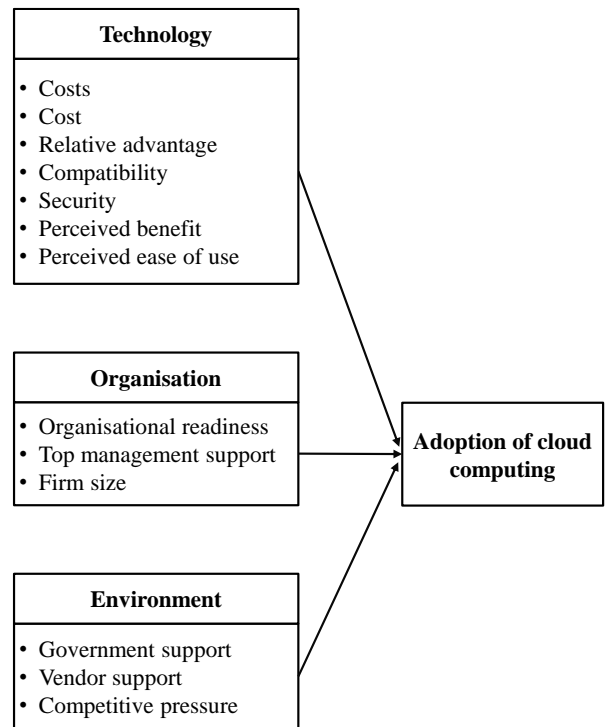 Technology
• Costs
• Cost
• Relative advantage
• Compatibility
• Security
• Perceived benefit
• Perceived ease of use
Organisation
• Organisational readiness
• Top management support
• Firm size
Adoption of cloud
computing
Environment
• Government support
• Vendor support
• Competitive pressure